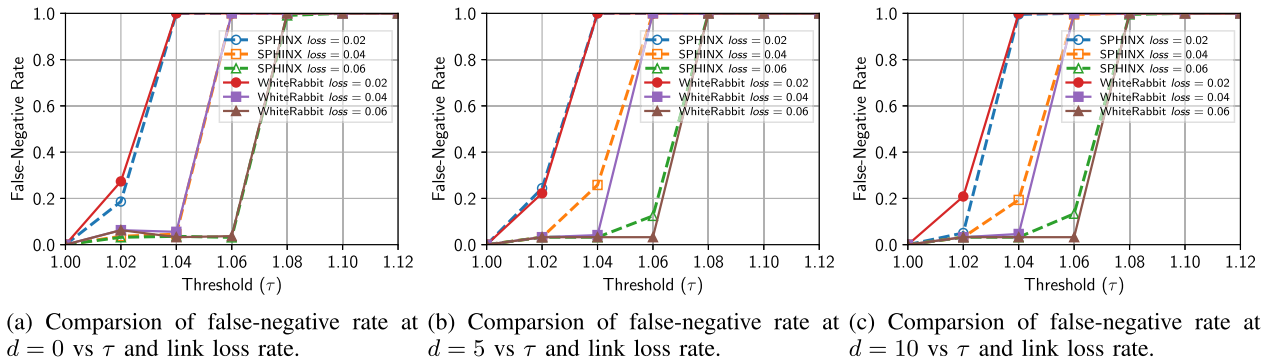 1.0
0.8
0.6
0.4
0.2
0.0
False-Negative Rate
SPHINX loss = 0.02
SPHINX loss = 0.04
SPHINX loss = 0.06
WhiteRabbit loss = 0.02
WhiteRabbit loss = 0.04
WhiteRabbit loss = 0.06
1.00 1.02 1.04 1.06 1.08 1.10 1.12
Threshold (τ)
(a) Comparsion of false-negative rate at
d = 0 vs τ and link loss rate.
1.0
0.8
0.6
0.4
0.2
0.0
False-Negative Rate
SPHINX loss = 0.02
SPHINX loss = 0.04
SPHINX loss = 0.06
WhiteRabbit loss = 0.02
WhiteRabbit loss = 0.04
WhiteRabbit loss = 0.06
1.00 1.02 1.04 1.06 1.08 1.10 1.12
Threshold (τ)
(b) Comparsion of false-negative rate at
d = 5 vs τ and link loss rate.
1.0
0.8
0.6
0.4
0.2
0.0
False-Negative Rate
SPHINX loss = 0.02
SPHINX loss = 0.04
SPHINX loss = 0.06
WhiteRabbit loss = 0.02
WhiteRabbit loss = 0.04
WhiteRabbit loss = 0.06
1.00 1.02 1.04 1.06 1.08 1.10 1.12
Threshold (τ)
(c) Comparsion of false-negative rate at
d = 10 vs τ and link loss rate.